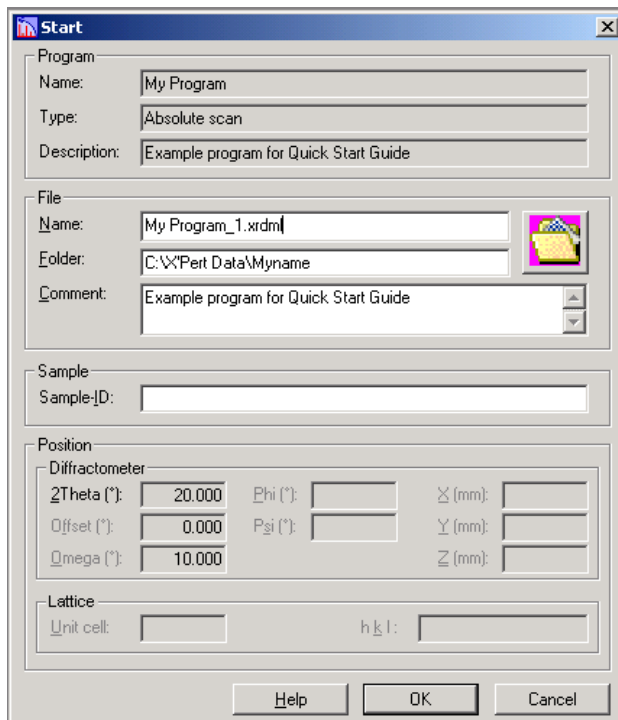 Start
Program
Name: My Program
Type: Absolute scan
Description: Example program for Quick Start Guide
File
Name: My Program_1.xrdml
Folder: C:\X'Pert Data\Myname
Comment: Example program for Quick Start Guide
Sample
Sample-ID:
Position
Diffractometer
2Theta (°): 20.000 Phi (°): X (mm):
Offset (°): 0.000 Psi (°): Y (mm):
Omega (°): 10.000 Z (mm):
Lattice
Unit cell: h k l:
Help OK Cancel